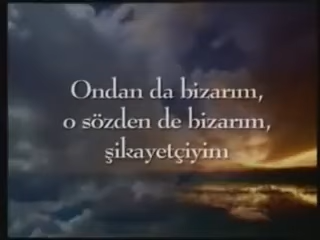 Ondan da bizarım,
o sözden de bizarım,
şikayetçiyim